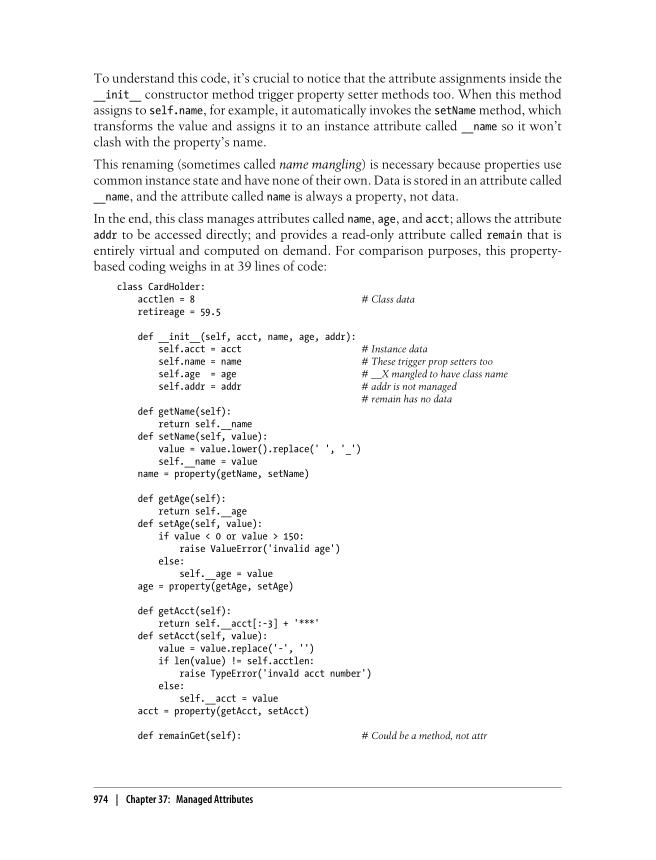 To understand this code, it's crucial to notice that the attribute assignments inside the
__init__ constructor method trigger property setter methods too. When this method
assigns to self.name, for example, it automatically invokes the setName method, which
transforms the value and assigns it to an instance attribute called __name so it won't
clash with the property's name.
This renaming (sometimes called name mangling) is necessary because properties use
common instance state and have none of their own. Data is stored in an attribute called
__name, and the attribute called name is always a property, not data.
In the end, this class manages attributes called name, age, and acct; allows the attribute
addr to be accessed directly; and provides a read-only attribute called remain that is
entirely virtual and computed on demand. For comparison purposes, this property-
based coding weighs in at 39 lines of code:
class CardHolder:
    acctlen = 8                                # Class data
    retireage = 59.5

    def __init__(self, acct, name, age, addr):
        self.acct = acct                       # Instance data
        self.name = name                       # These trigger prop setters too
        self.age  = age                        # __X mangled to have class name
        self.addr = addr                       # addr is not managed
                                               # remain has no data
    def getName(self):
        return self.__name
    def setName(self, value):
        value = value.lower().replace(' ', '_')
        self.__name = value
    name = property(getName, setName)

    def getAge(self):
        return self.__age
    def setAge(self, value):
        if value < 0 or value > 150:
            raise ValueError('invalid age')
        else:
            self.__age = value
    age = property(getAge, setAge)

    def getAcct(self):
        return self.__acct[:-3] + '***'
    def setAcct(self, value):
        value = value.replace('-', '')
        if len(value) != self.acctlen:
            raise TypeError('invald acct number')
        else:
            self.__acct = value
    acct = property(getAcct, setAcct)

    def remainGet(self):                       # Could be a method, not attr
974 | Chapter 37: Managed Attributes